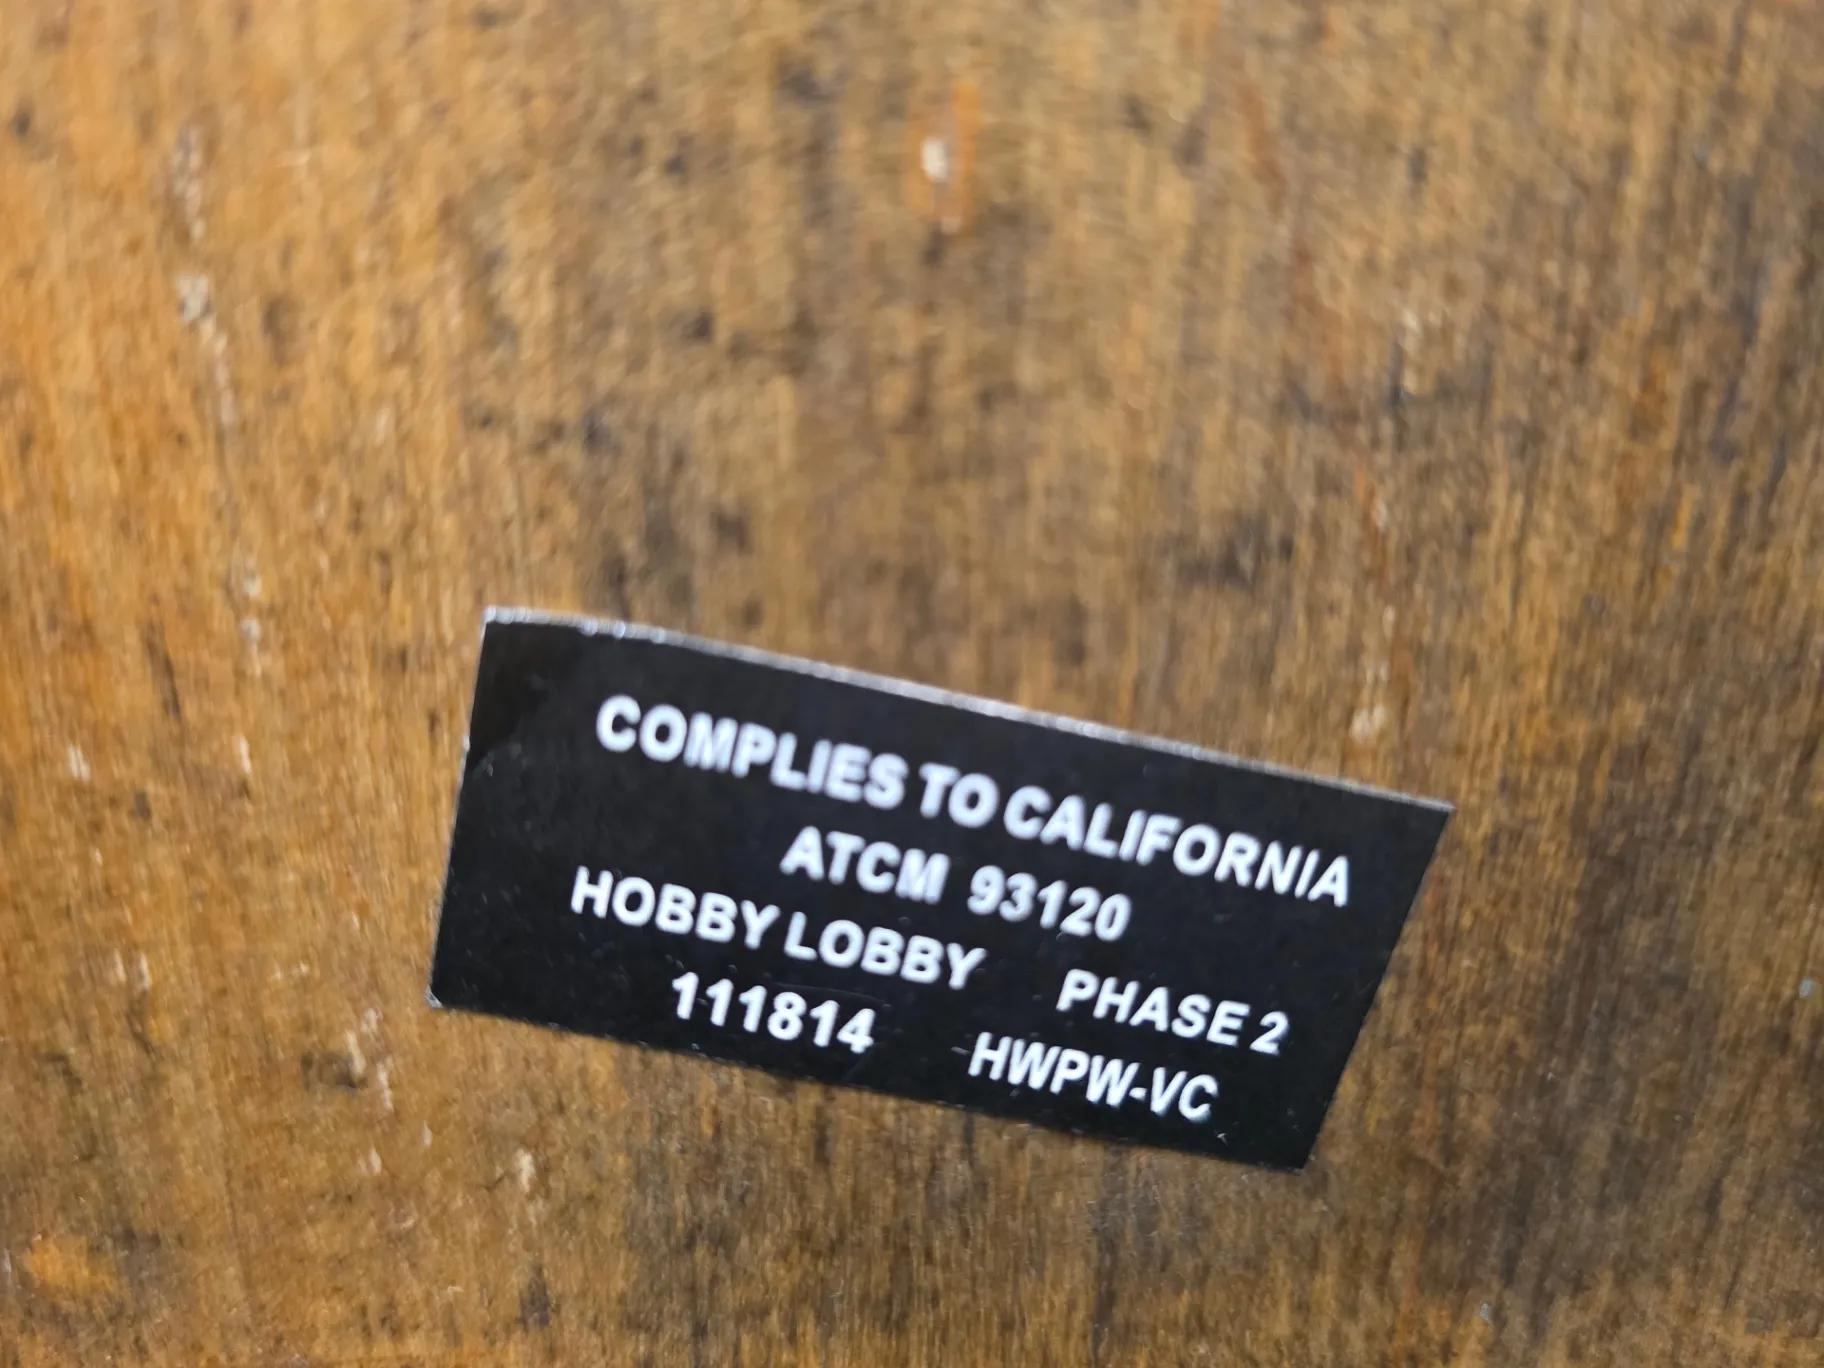 COMPLIES TO CALIFORNIA
ATCM 93120
HOBBY LOBBY PHASE 2
111814 HWPW-VC